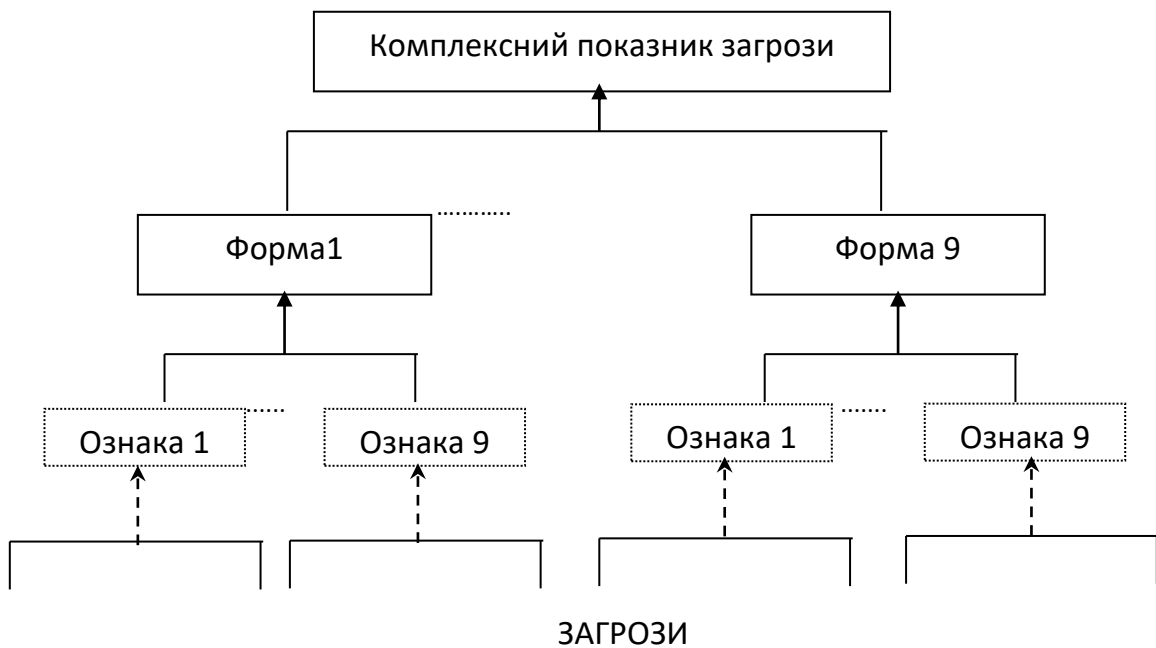 Комплексний показник загрози
...........
Форма1
Форма 9
......
.......
Ознака 1
Ознака 9
Ознака 1
Ознака 9
ЗАГРОЗИ